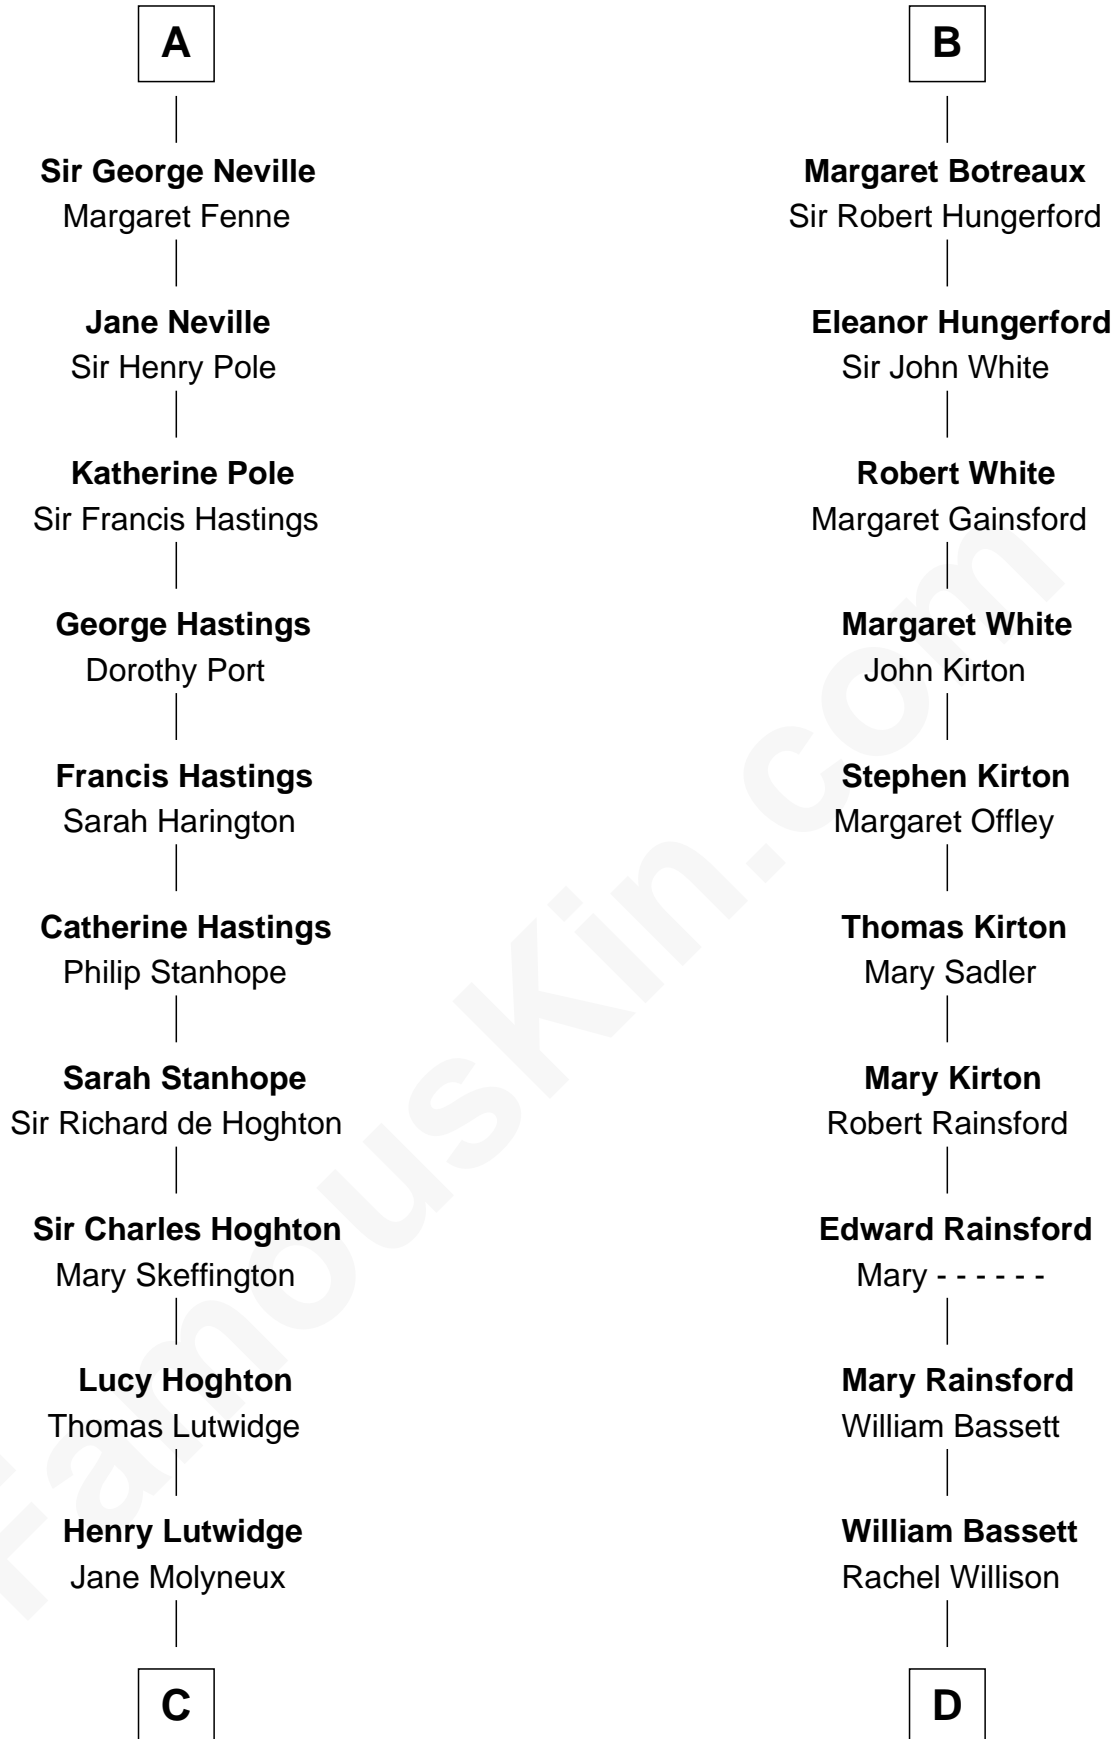 A
Sir George Neville
Margaret Fenne
Jane Neville
Sir Henry Pole
Katherine Pole
Sir Francis Hastings
George Hastings
Dorothy Port
Francis Hastings
Sarah Harington
Catherine Hastings
Philip Stanhope
Sarah Stanhope
Sir Richard de Hoghton
Sir Charles Hoghton
Mary Skeffington
Lucy Hoghton
Thomas Lutwidge
Henry Lutwidge
Jane Molyneux
C
B
Margaret Botreaux
Sir Robert Hungerford
Eleanor Hungerford
Sir John White
Robert White
Margaret Gainsford
Margaret White
John Kirton
Stephen Kirton
Margaret Offley
Thomas Kirton
Mary Sadler
Mary Kirton
Robert Rainsford
Edward Rainsford
Mary - - - - - -
Mary Rainsford
William Bassett
William Bassett
Rachel Willison
D
FamousKin.com